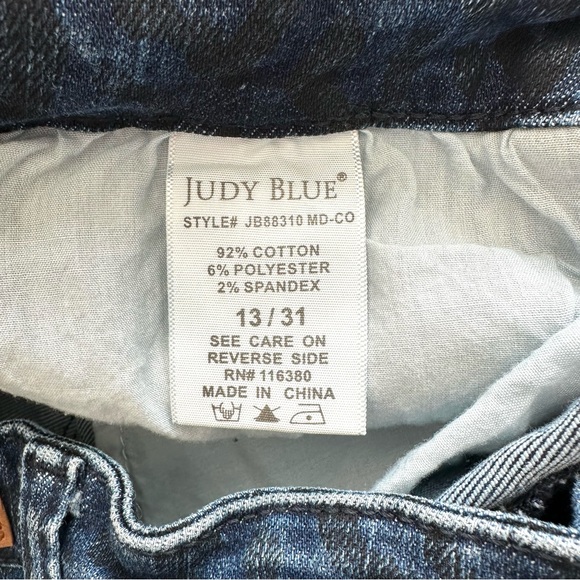 JUDY BLUE®
STYLE# JB88310 MD-CO
92% COTTON
6% POLYESTER
2% SPANDEX
13 / 31
SEE CARE ON
REVERSE SIDE
RN# 116380
MADE IN CHINA